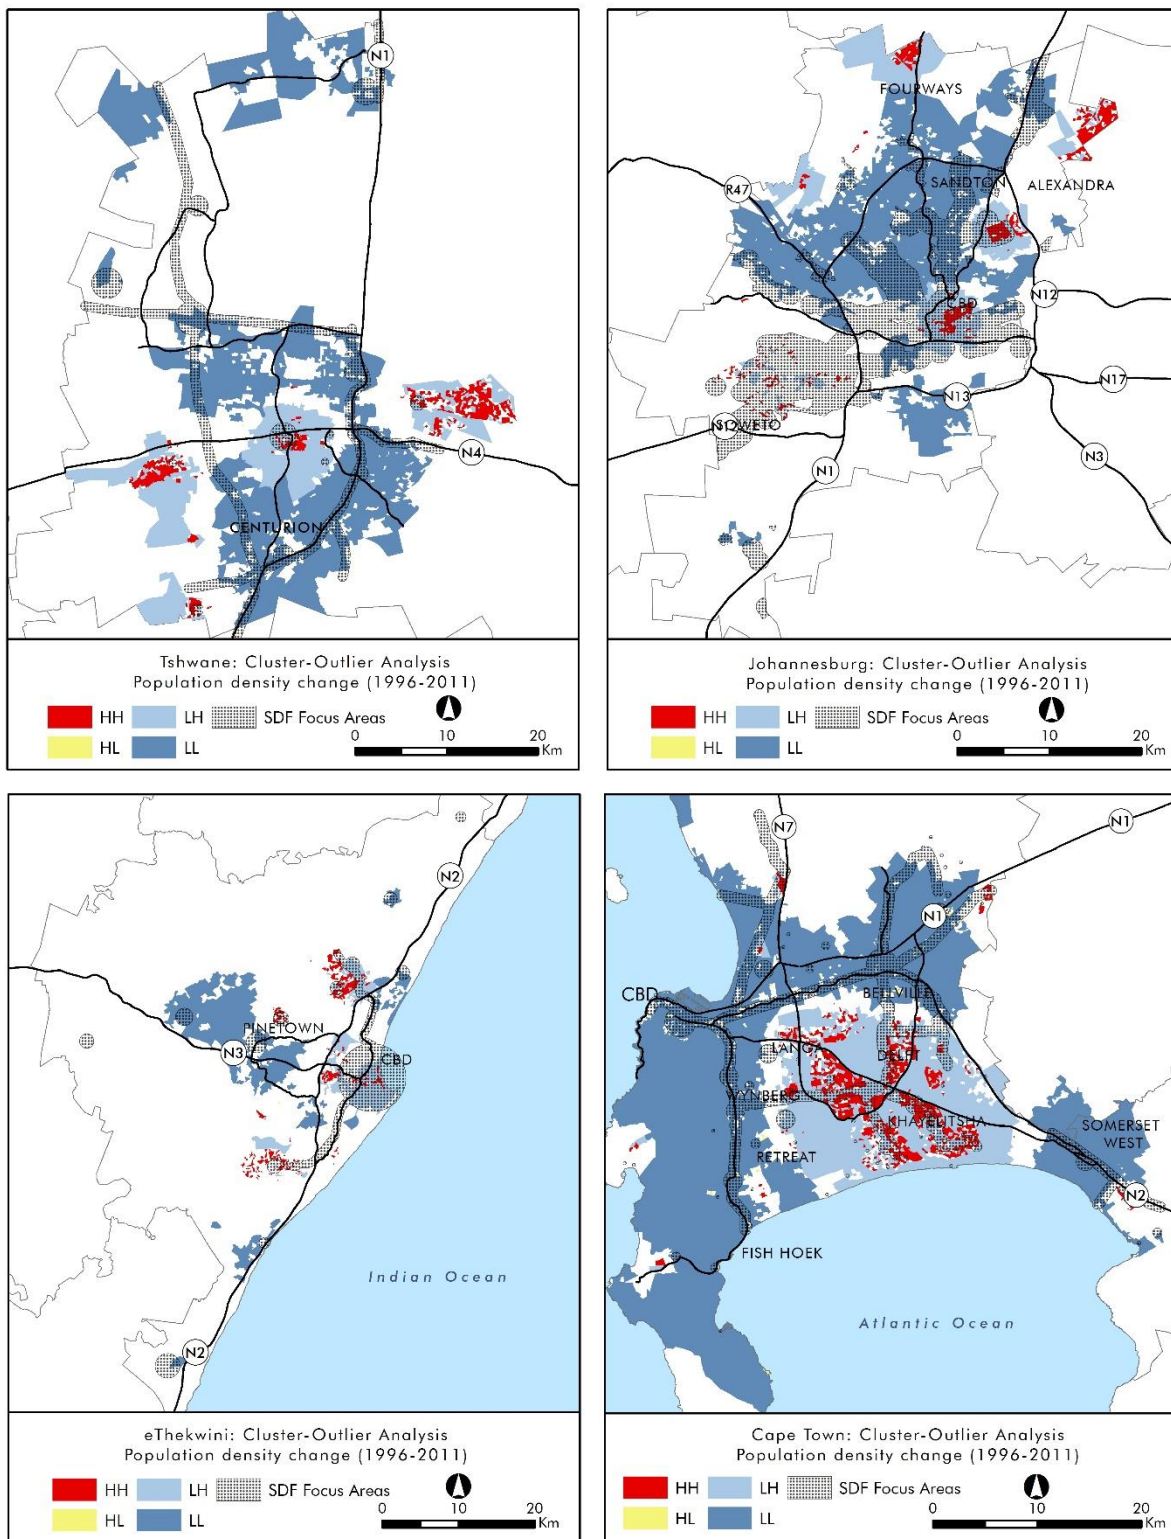 N1
N4
CENTURION
Tshwane: Cluster-Outlier Analysis
Population density change (1996-2011)
HH LH SDF Focus Areas
HL LL
0 10 20
Km
FOURWAYS
R47
SANDTON
ALEXANDRA
CBD
N12
N17
N13
SOWETO
N12
N1
N3
Johannesburg: Cluster-Outlier Analysis
Population density change (1996-2011)
HH LH SDF Focus Areas
HL LL
0 10 20
Km
N2
PINETOWN
N3
CBD
Indian Ocean
N2
eThekwini: Cluster-Outlier Analysis
Population density change (1996-2011)
HH LH SDF Focus Areas
HL LL
0 10 20
Km
N7
N1
N1
CBD
BELLVILLE
LANGA
DELFT
WYNBERG
KHAYELITSHA
SOMERSET
WEST
RETREAT
N2
FISH HOEK
Atlantic Ocean
Cape Town: Cluster-Outlier Analysis
Population density change (1996-2011)
HH LH SDF Focus Areas
HL LL
0 10 20
Km